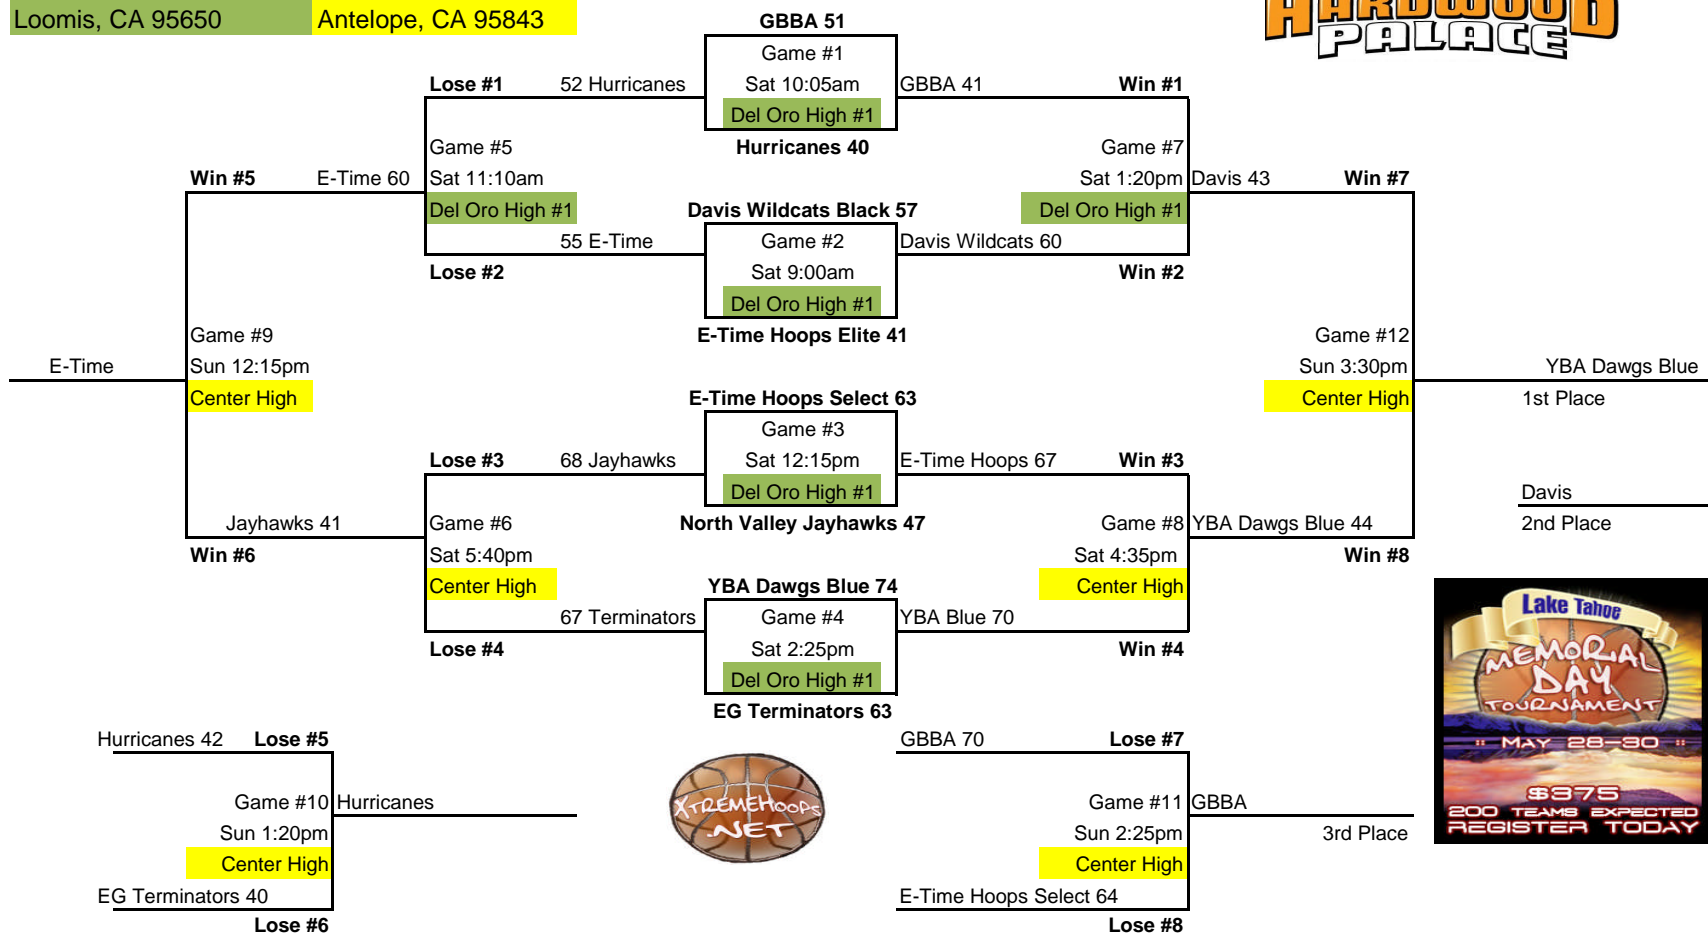 Loomis, CA 95650
Antelope, CA 95843
HARDWOOD
PALACE
GBBA 51
Game #1
Lose #1
52 Hurricanes
Sat 10:05am
GBBA 41
Win #1
Del Oro High #1
Game #5
Hurricanes 40
Game #7
Win #5
E-Time 60
Sat 11:10am
Sat 1:20pm
Davis 43
Win #7
Del Oro High #1
Davis Wildcats Black 57
Del Oro High #1
55 E-Time
Game #2
Davis Wildcats 60
Lose #2
Sat 9:00am
Win #2
Del Oro High #1
Game #9
E-Time Hoops Elite 41
Game #12
E-Time
Sun 12:15pm
Sun 3:30pm
YBA Dawgs Blue
Center High
E-Time Hoops Select 63
Center High
1st Place
Game #3
Lose #3
68 Jayhawks
Sat 12:15pm
E-Time Hoops 67
Win #3
Del Oro High #1
Davis
Jayhawks 41
Game #6
North Valley Jayhawks 47
Game #8
YBA Dawgs Blue 44
2nd Place
Win #6
Sat 5:40pm
Sat 4:35pm
Win #8
Center High
YBA Dawgs Blue 74
Center High
67 Terminators
Game #4
YBA Blue 70
Lose #4
Sat 2:25pm
Win #4
Del Oro High #1
EG Terminators 63
Lake Tahoe
MEMORIAL
DAY
TOURNAMENT
:: MAY 28-30 ::
$375
200 TEAMS EXPECTED
REGISTER TODAY
Hurricanes 42
Lose #5
GBBA 70
Lose #7
Game #10
Hurricanes
XTREMEHOOPS
.NET
Game #11
GBBA
Sun 1:20pm
Sun 2:25pm
3rd Place
Center High
Center High
EG Terminators 40
E-Time Hoops Select 64
Lose #6
Lose #8